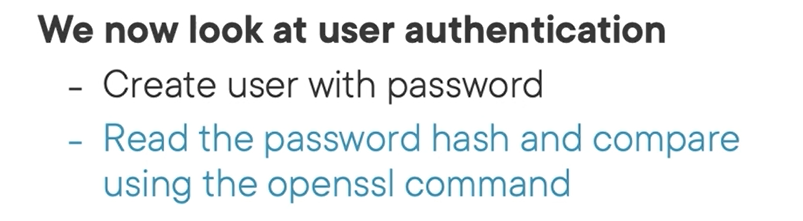 We now look at user authentication
- Create user with password
- Read the password hash and compare
using the openssl command